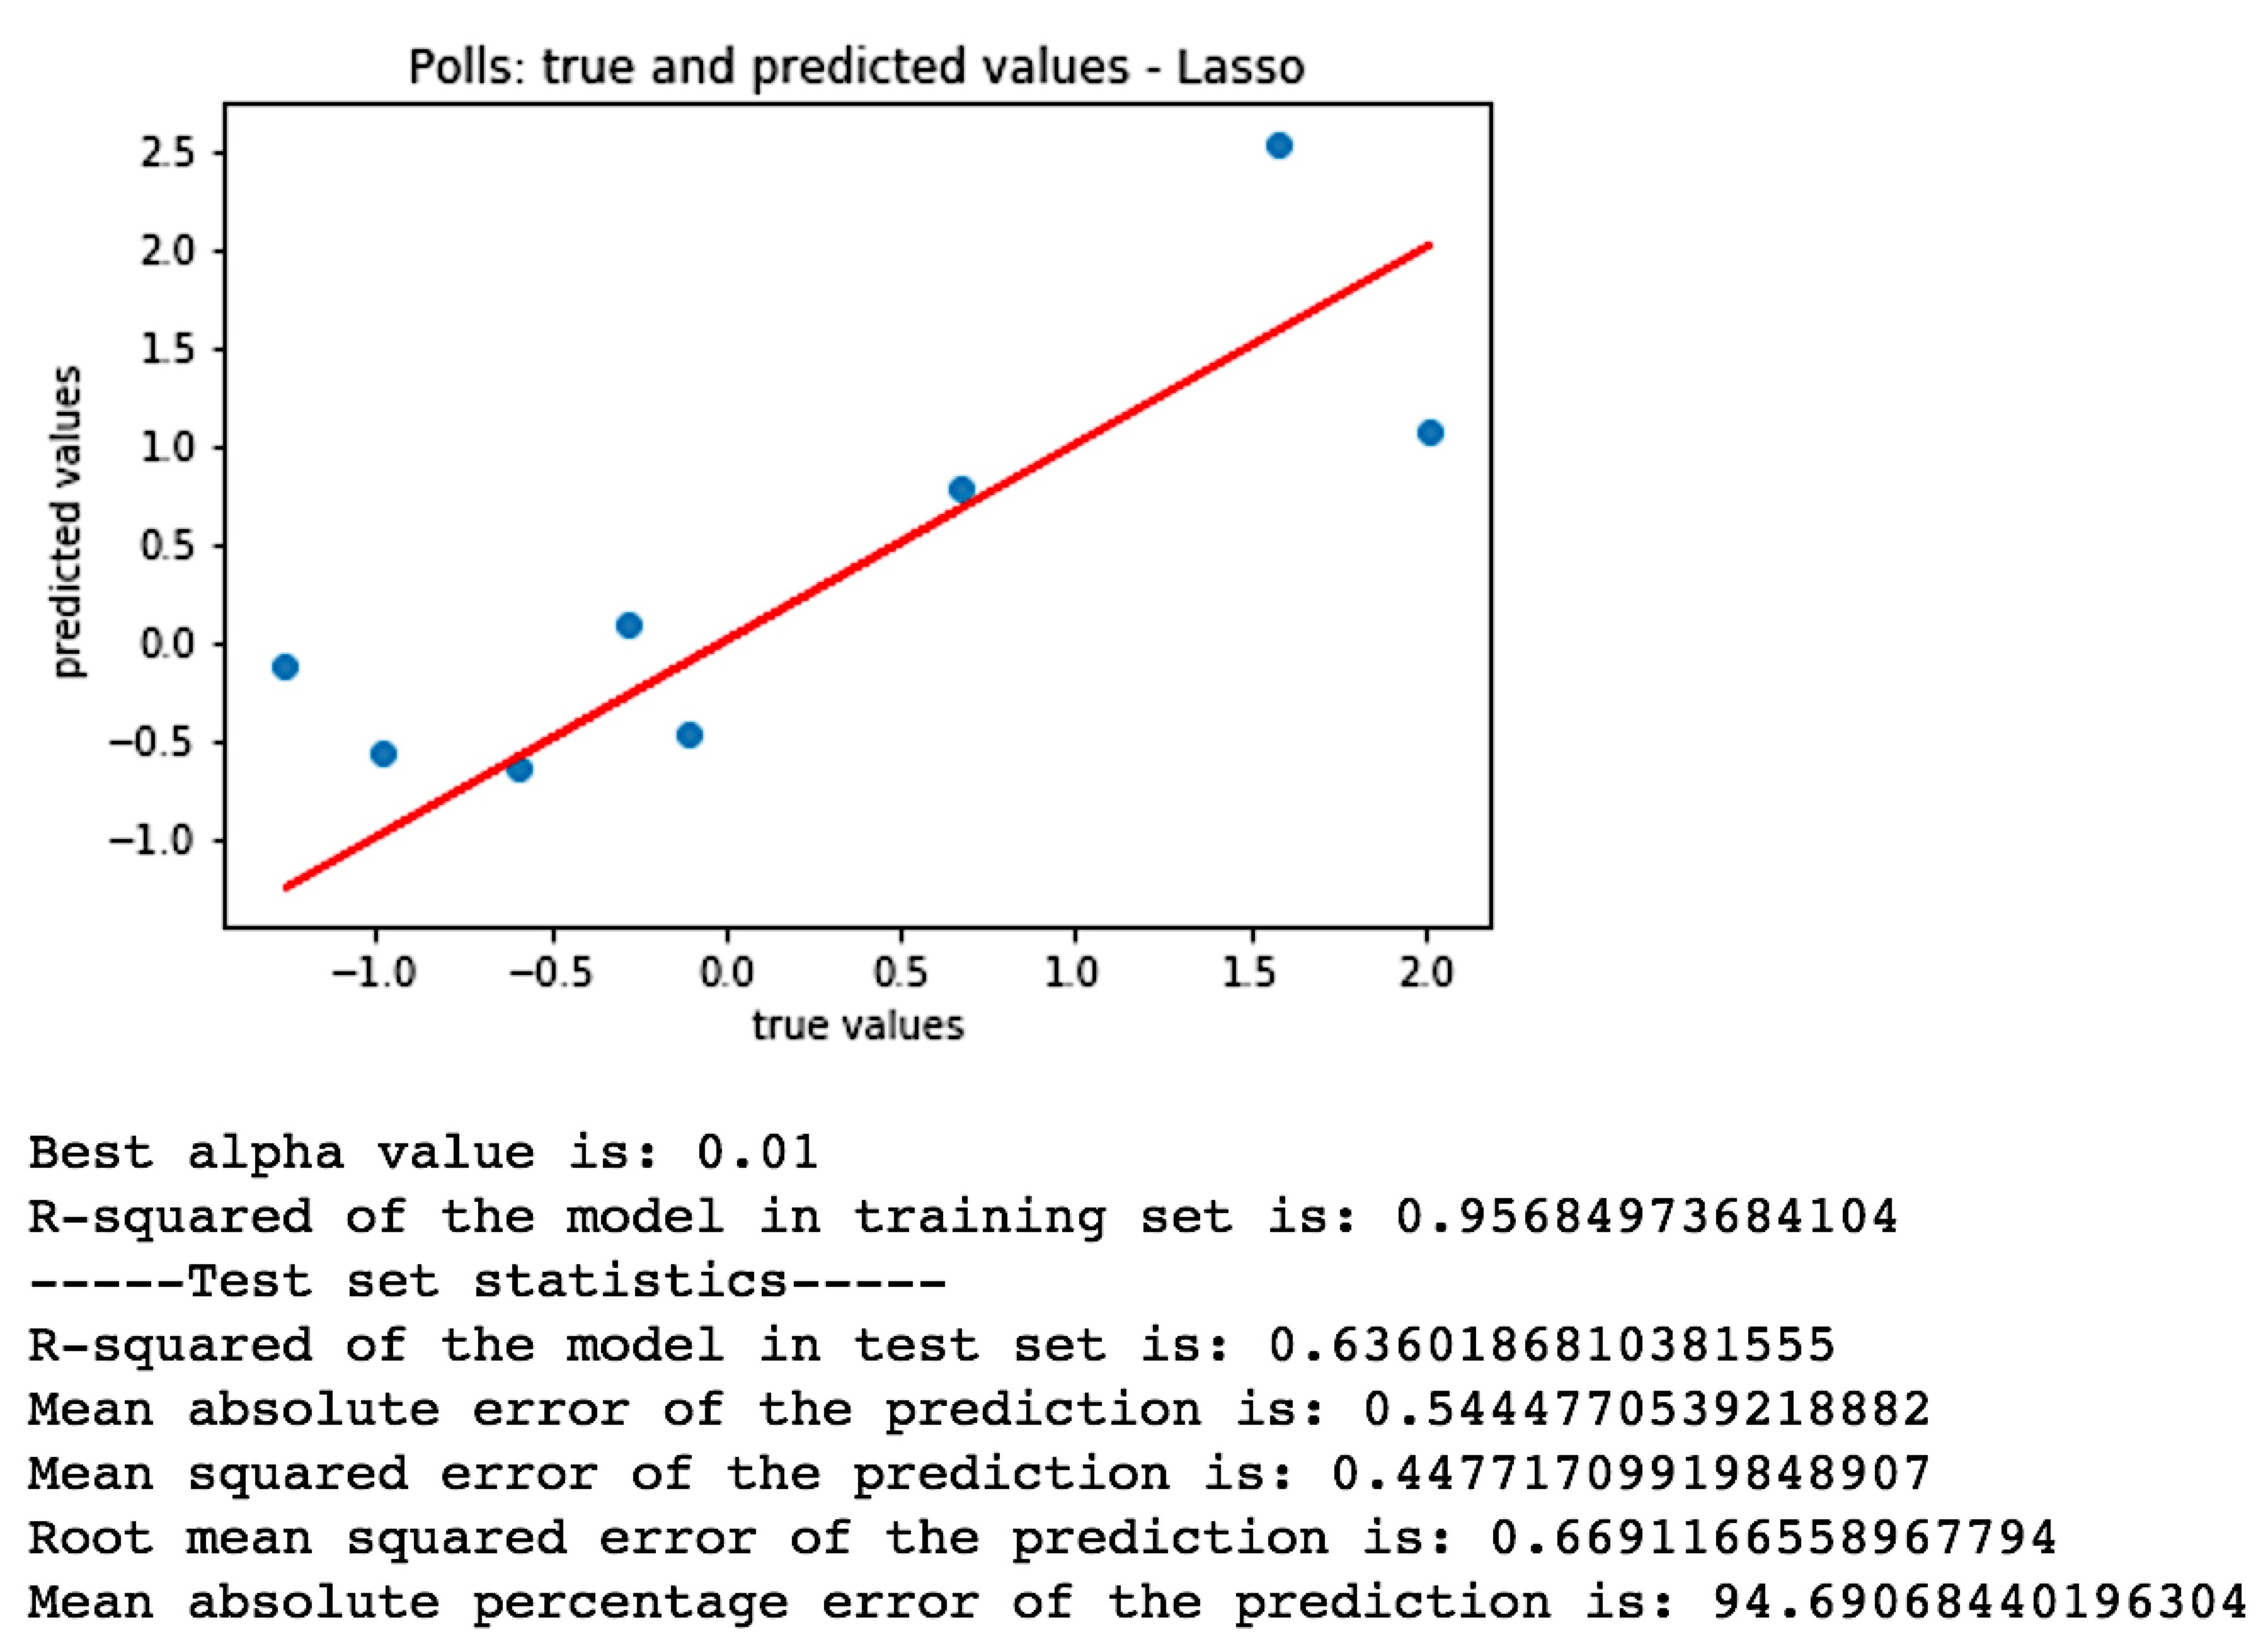 Polls: true and predicted values - Lasso
2.5
2.0
1.5
1.0
0.5
0.0
−0.5
−1.0
predicted values
−1.0 −0.5 0.0 0.5 1.0 1.5 2.0
true values
Best alpha value is: 0.01
R-squared of the model in training set is: 0.95684973684104
-----Test set statistics-----
R-squared of the model in test set is: 0.6360186810381555
Mean absolute error of the prediction is: 0.5444770539218882
Mean squared error of the prediction is: 0.44771709919848907
Root mean squared error of the prediction is: 0.6691166558967794
Mean absolute percentage error of the prediction is: 94.69068440196304